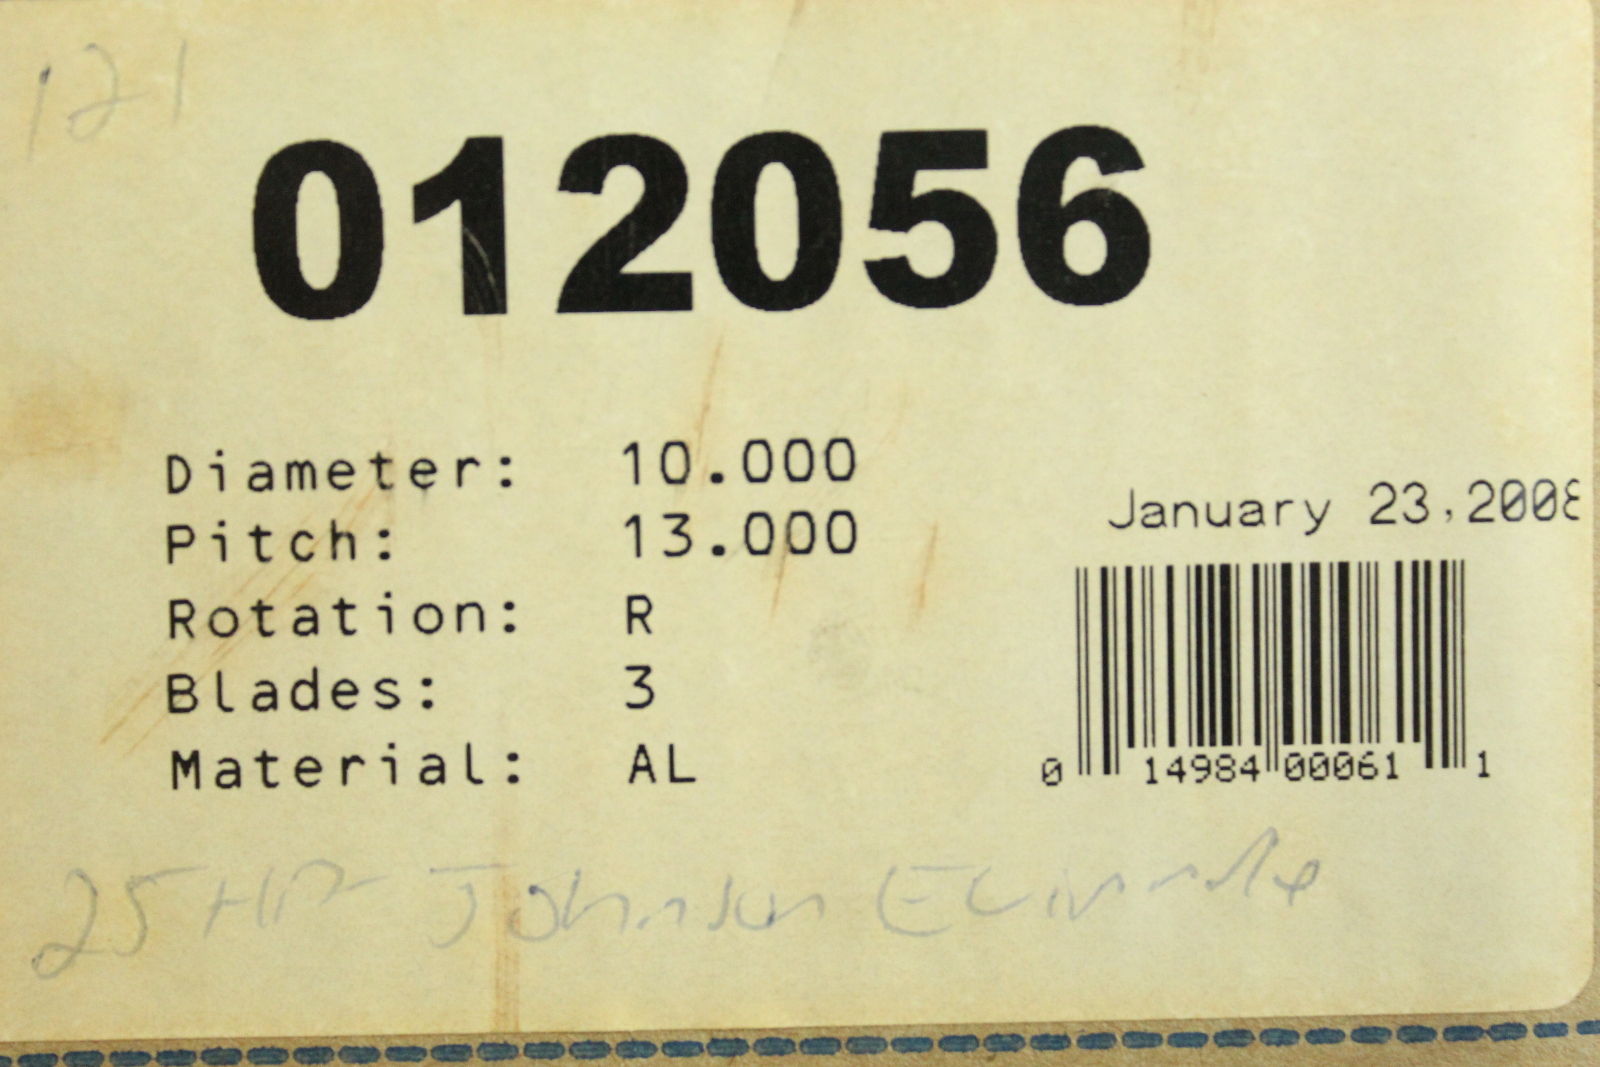 121
012056
Diameter: 10.000
Pitch: 13.000
Rotation: R
Blades: 3
Material: AL
January 23,2008
0 14984 00061 1
25 HP Johnson Evinrude